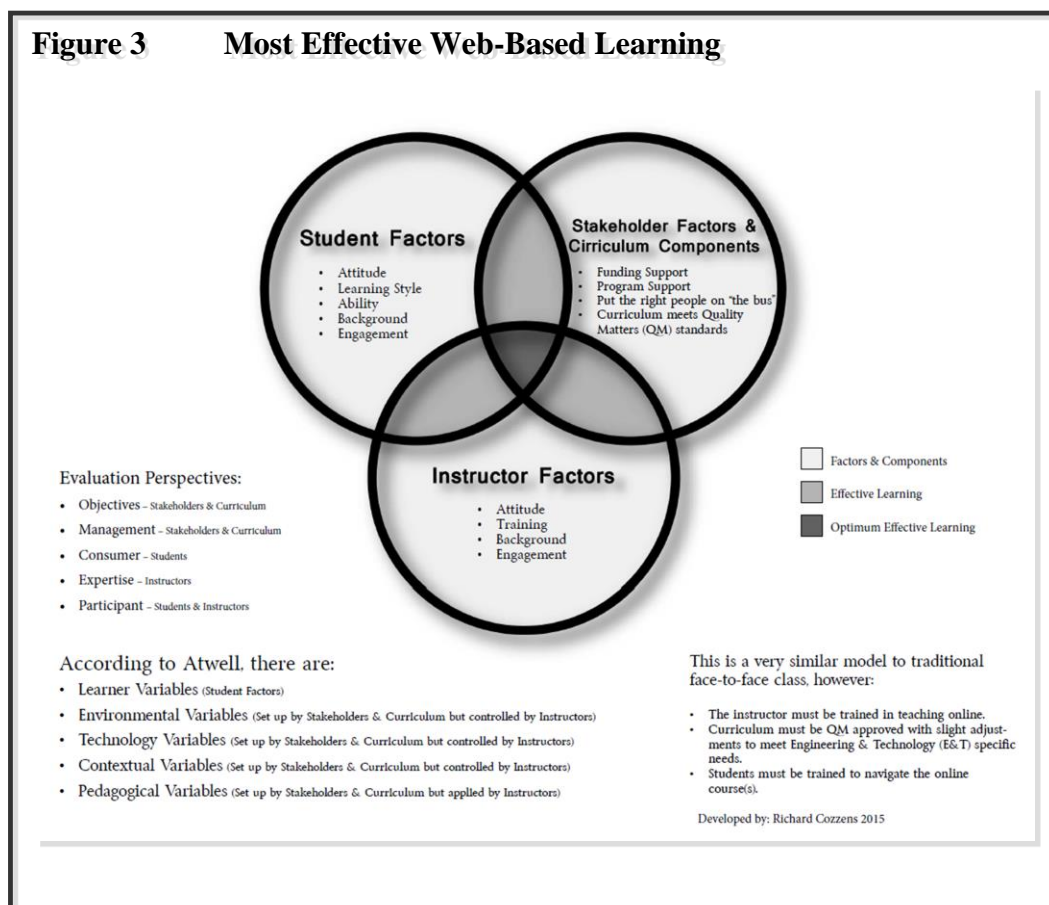 Figure 3 Most Effective Web-Based Learning
Student Factors
• Attitude
• Learning Style
• Ability
• Background
• Engagement
Stakeholder Factors &
Cirriculum Components
• Funding Support
• Program Support
• Put the right people on "the bus"
• Curriculum meets Quality
Matters (QM) standards
Instructor Factors
• Attitude
• Training
• Background
• Engagement
Factors & Components
Effective Learning
Optimum Effective Learning
Evaluation Perspectives:
• Objectives – Stakeholders & Curriculum
• Management – Stakeholders & Curriculum
• Consumer – Students
• Expertise – Instructors
• Participant – Students & Instructors
According to Atwell, there are:
• Learner Variables (Student Factors)
• Environmental Variables (Set up by Stakeholders & Curriculum but controlled by Instructors)
• Technology Variables (Set up by Stakeholders & Curriculum but controlled by Instructors)
• Contextual Variables (Set up by Stakeholders & Curriculum but controlled by Instructors)
• Pedagogical Variables (Set up by Stakeholders & Curriculum but applied by Instructors)
This is a very similar model to traditional
face-to-face class, however:
• The instructor must be trained in teaching online.
• Curriculum must be QM approved with slight adjust-
ments to meet Engineering & Technology (E&T) specific
needs.
• Students must be trained to navigate the online
course(s).
Developed by: Richard Cozzens 2015